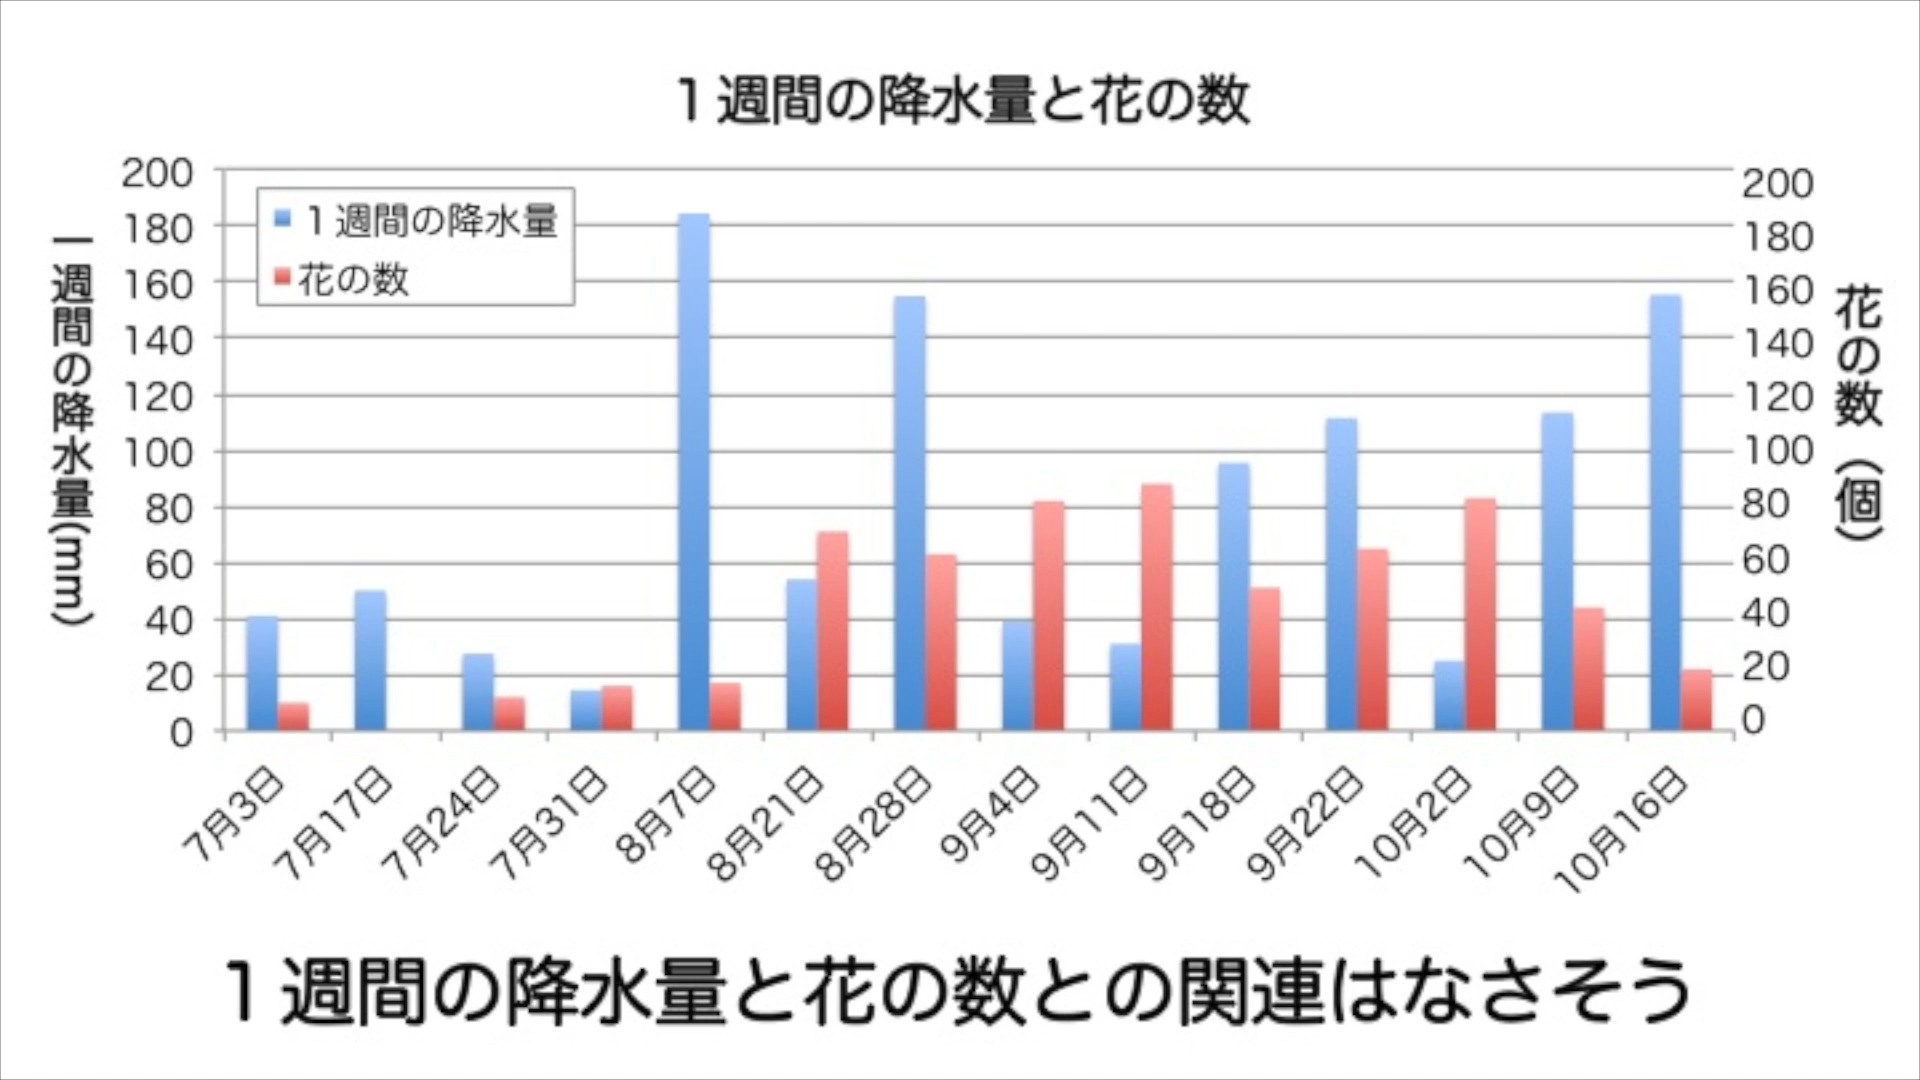 １週間の降水量と花の数
200
180
160
140
120
100
80
60
40
20
0
一週間の降水量(mm)
１週間の降水量
花の数
200
180
160
140
120
100
80
60
40
20
0
花の数（個）
7月3日
7月17日
7月24日
7月31日
8月7日
8月21日
8月28日
9月4日
9月11日
9月18日
9月22日
10月2日
10月9日
10月16日
１週間の降水量と花の数との関連はなさそう